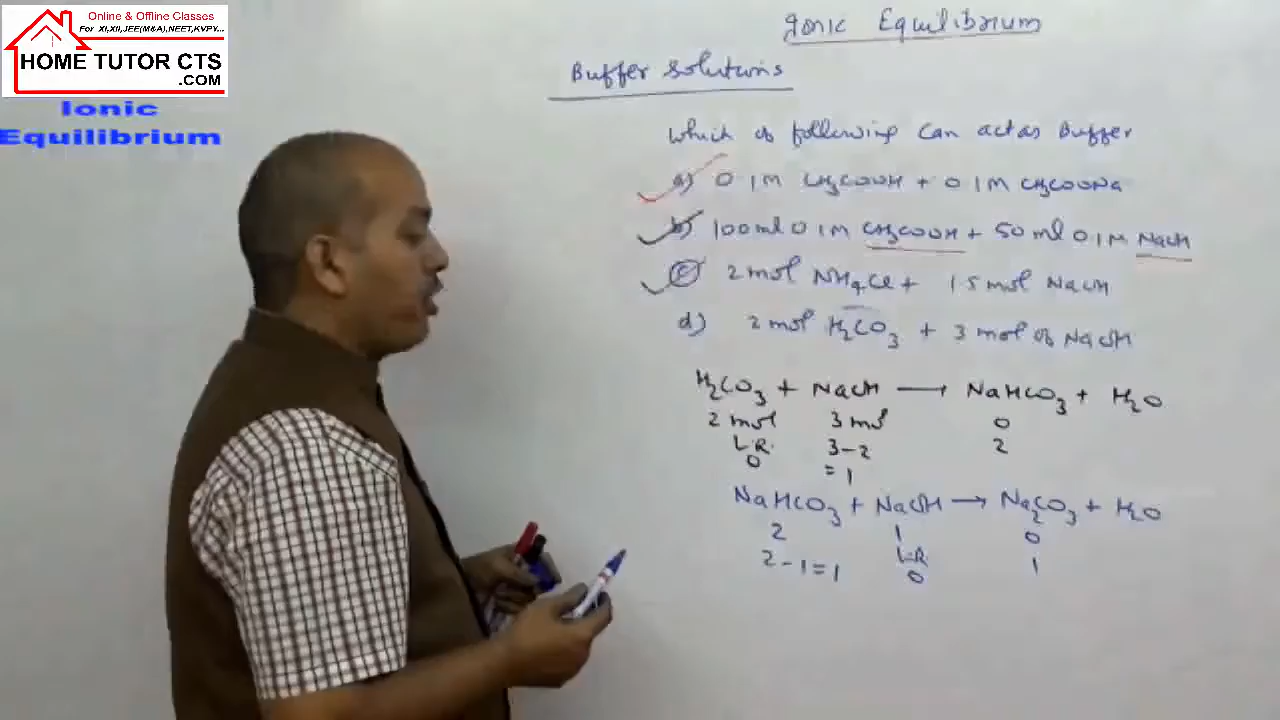 Online & Offline Classes
For XI,XII,JEE(M&A),NEET,KVPY...
HOME TUTOR CTS
.COM
Ionic
Equilibrium
Ionic Equilibrium
Buffer Solutions
Which of following Can act as Buffer
a) 0.1M CH3COOH + 0.1M CH3COONa
b) 100 ml 0.1M CH3COOH + 50 ml 0.1M NaOH
c) 2 mol NH4Cl + 1.5 mol NaOH
d) 2 mol H2CO3 + 3 mol of NaOH
H2CO3 + NaOH → NaHCO3 + H2O
2 mol 3 mol 0
L.R. 3-2 2
0 = 1
NaHCO3 + NaOH → Na2CO3 + H2O
2 1 0
2-1=1 L.R 1
0